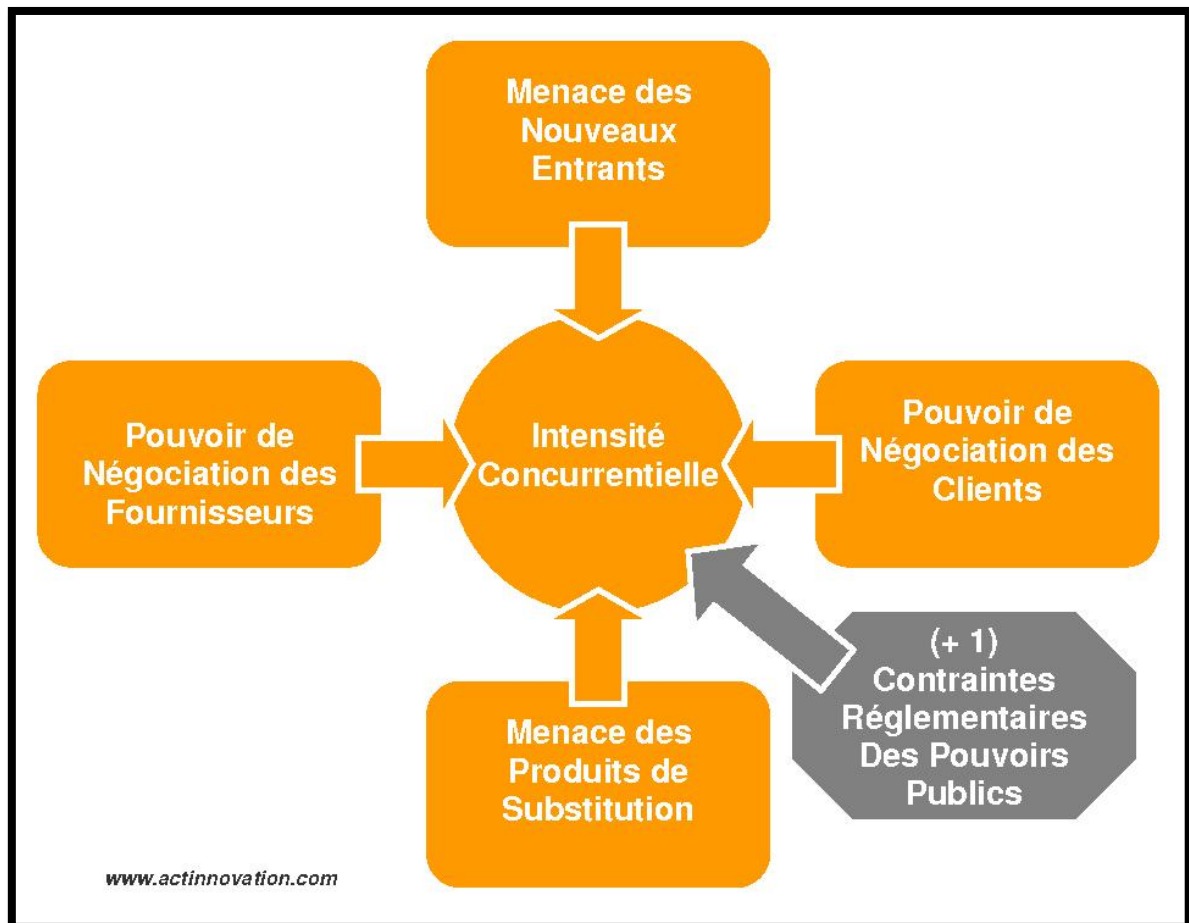 Menace des
Nouveaux
Entrants
Pouvoir de
Négociation des
Fournisseurs
Intensité
Concurrentielle
Pouvoir de
Négociation des
Clients
Menace des
Produits de
Substitution
(+ 1)
Contraintes
Réglementaires
Des Pouvoirs
Publics
www.actinnovation.com